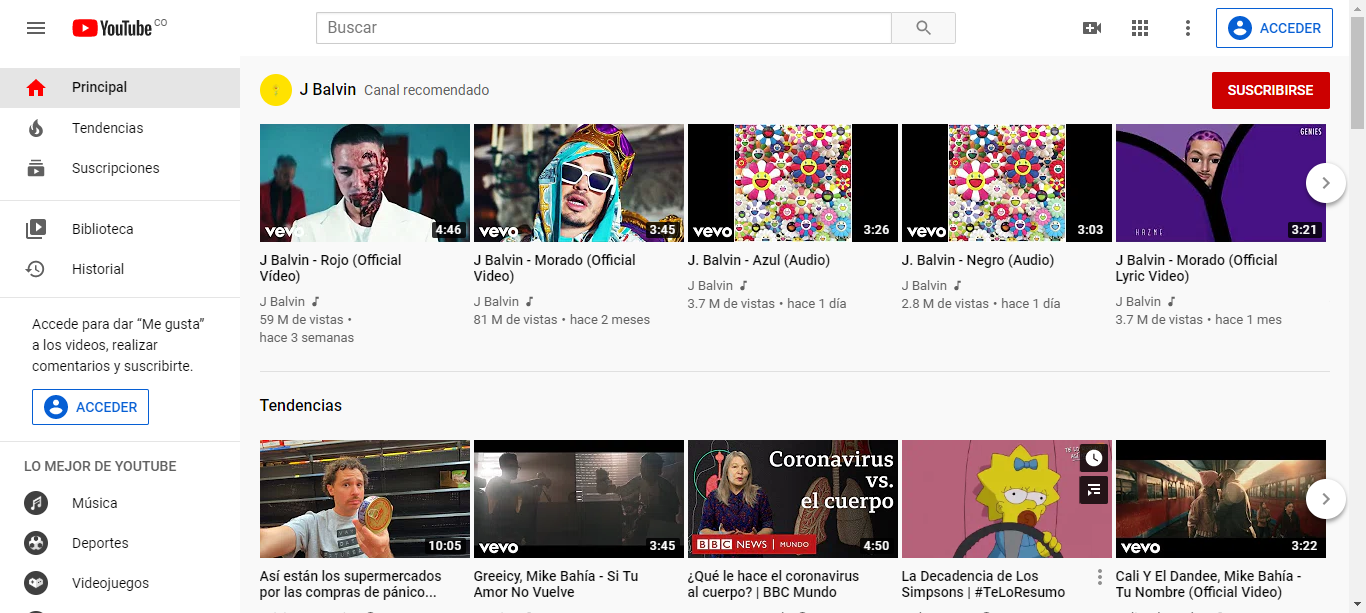 YouTube CO
Buscar
ACCEDER
Principal
Tendencias
Suscripciones
Biblioteca
Historial
Accede para dar “Me gusta”
a los videos, realizar
comentarios y suscribirte.
ACCEDER
LO MEJOR DE YOUTUBE
Música
Deportes
Videojuegos
J Balvin Canal recomendado
SUSCRIBIRSE
vevo
4:46
J Balvin - Rojo (Official
Vídeo)
J Balvin
59 M de vistas •
hace 3 semanas
vevo
3:45
J Balvin - Morado (Official
Video)
J Balvin
81 M de vistas • hace 2 meses
vevo
3:26
J. Balvin - Azul (Audio)
J Balvin
3.7 M de vistas • hace 1 día
vevo
3:03
J. Balvin - Negro (Audio)
J Balvin
2.8 M de vistas • hace 1 día
GENIES
HAZME
3:21
J Balvin - Morado (Official
Lyric Video)
J Balvin
3.7 M de vistas • hace 1 mes
Tendencias
10:05
Así están los supermercados
por las compras de pánico...
vevo
3:45
Greeicy, Mike Bahía - Si Tu
Amor No Vuelve
Coronavirus
vs.
el cuerpo
BBC NEWS | MUNDO
4:50
¿Qué le hace el coronavirus
al cuerpo? | BBC Mundo
La Decadencia de Los
Simpsons | #TeLoResumo
vevo
3:22
Cali Y El Dandee, Mike Bahía -
Tu Nombre (Official Video)